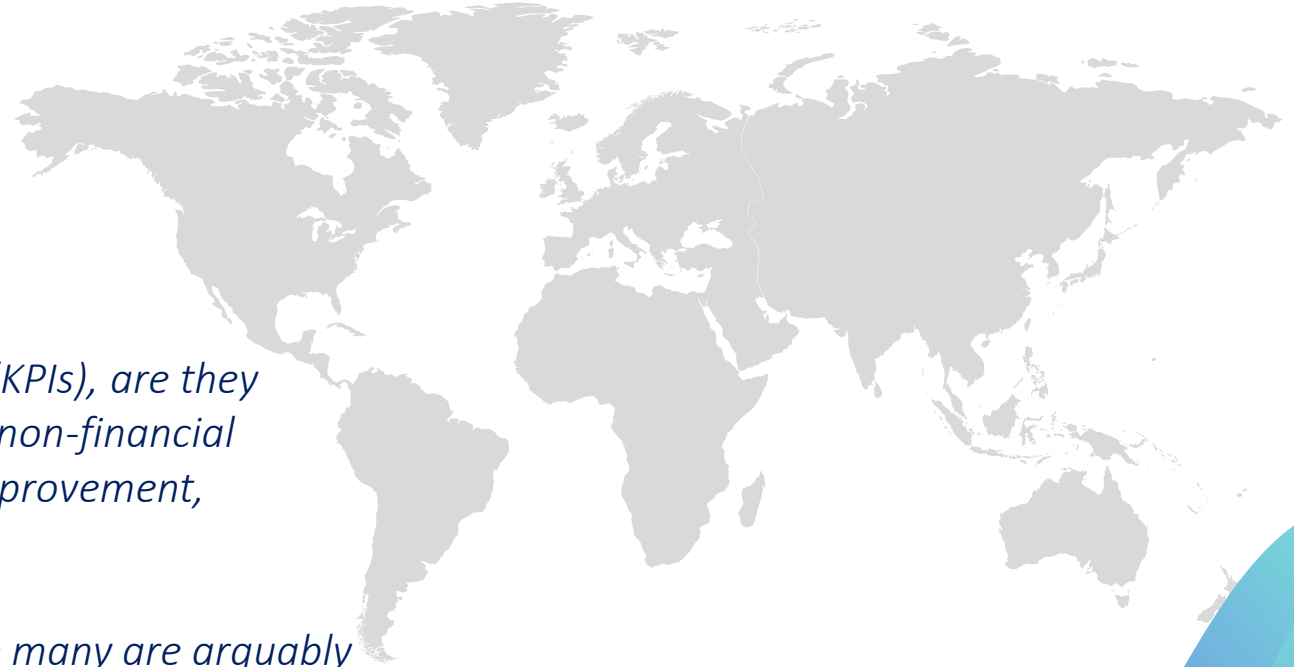 (KPIs), are they
non-financial
provement,
many are arguably